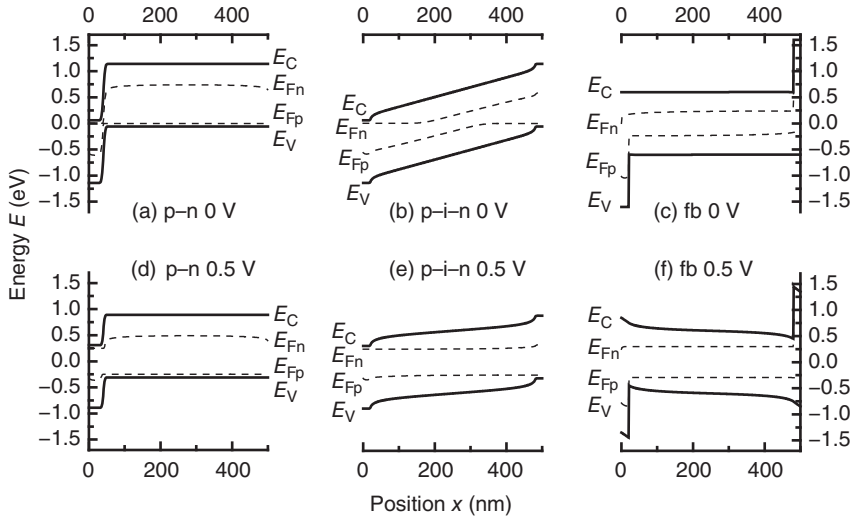 0 200 400 0 200 400 0 200 400
1.5 1.5
1.0 1.0
0.5 0.5
0.0 0.0
−0.5 −0.5
−1.0 −1.0
−1.5 −1.5
E_C E_C E_C
E_Fn E_Fn E_Fn
E_Fp E_Fp E_Fp
E_V E_V E_V
(a) p–n 0 V (b) p–i–n 0 V (c) fb 0 V
Energy E (eV)
(d) p–n 0.5 V (e) p–i–n 0.5 V (f) fb 0.5 V
1.5 1.5
1.0 1.0
0.5 0.5
0.0 0.0
−0.5 −0.5
−1.0 −1.0
−1.5 −1.5
E_C E_C E_C
E_Fn E_Fn E_Fn
E_Fp E_Fp E_Fp
E_V E_V E_V
0 200 400 0 200 400 0 200 400
Position x (nm)